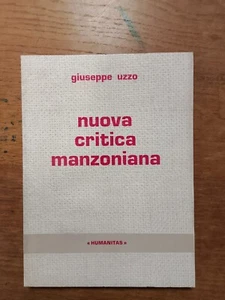 giuseppe uzzo
nuova
critica
manzoniana
« HUMANITAS »